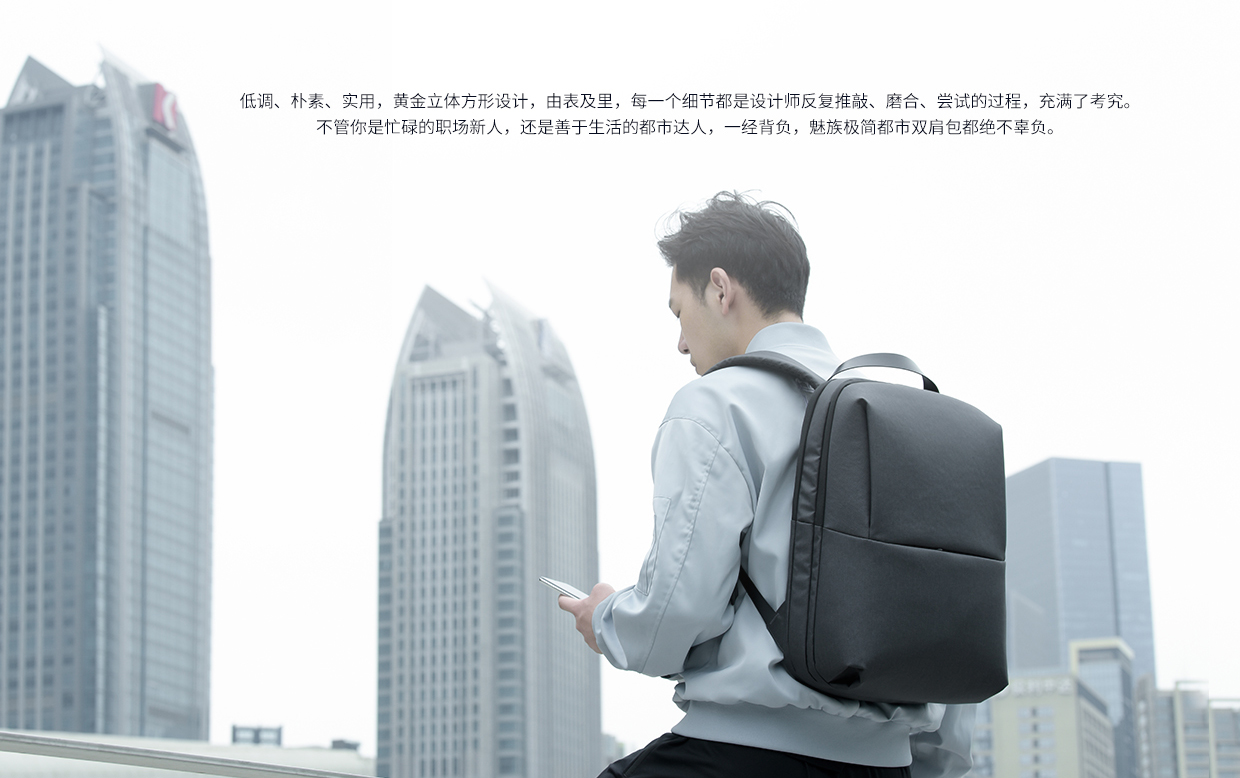 低调、朴素、实用，黄金立体方形设计，由表及里，每一个细节都是设计师反复推敲、磨合、尝试的过程，充满了考究。
不管你是忙碌的职场新人，还是善于生活的都市达人，一经背负，魅族极简都市双肩包都绝不辜负。